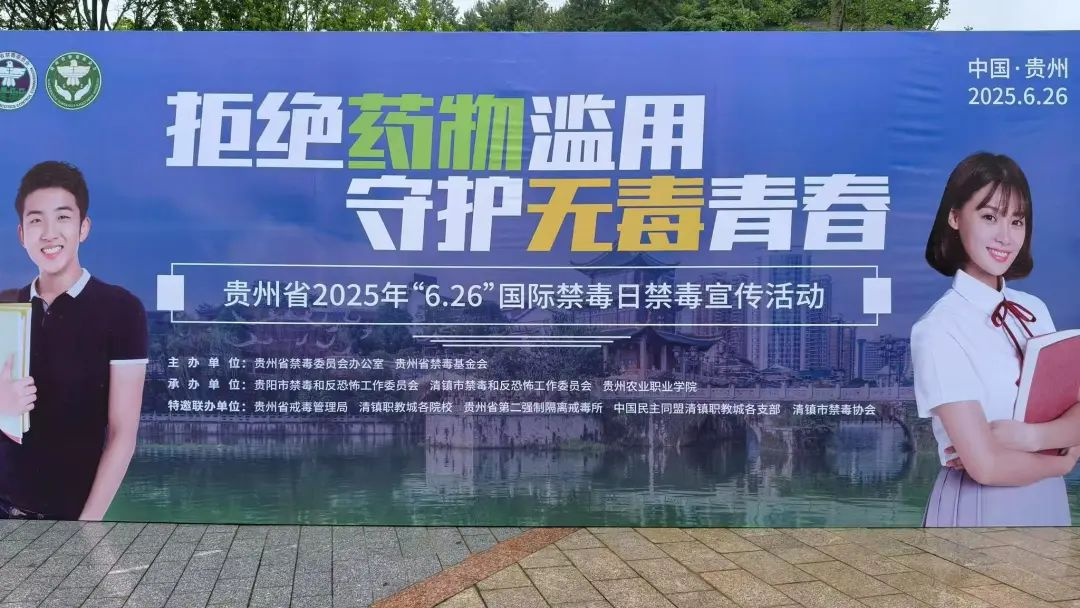 中国·贵州
2025.6.26
拒绝药物滥用
守护无毒青春
贵州省2025年“6.26”国际禁毒日禁毒宣传活动
主办单位：贵州省禁毒委员会办公室 贵州省禁毒基金会
承办单位：贵阳市禁毒和反恐怖工作委员会 清镇市禁毒和反恐怖工作委员会 贵州农业职业学院
特邀联办单位：贵州省戒毒管理局 清镇职教城各院校 贵州省第二强制隔离戒毒所 中国民主同盟清镇职教城各支部 清镇市禁毒协会